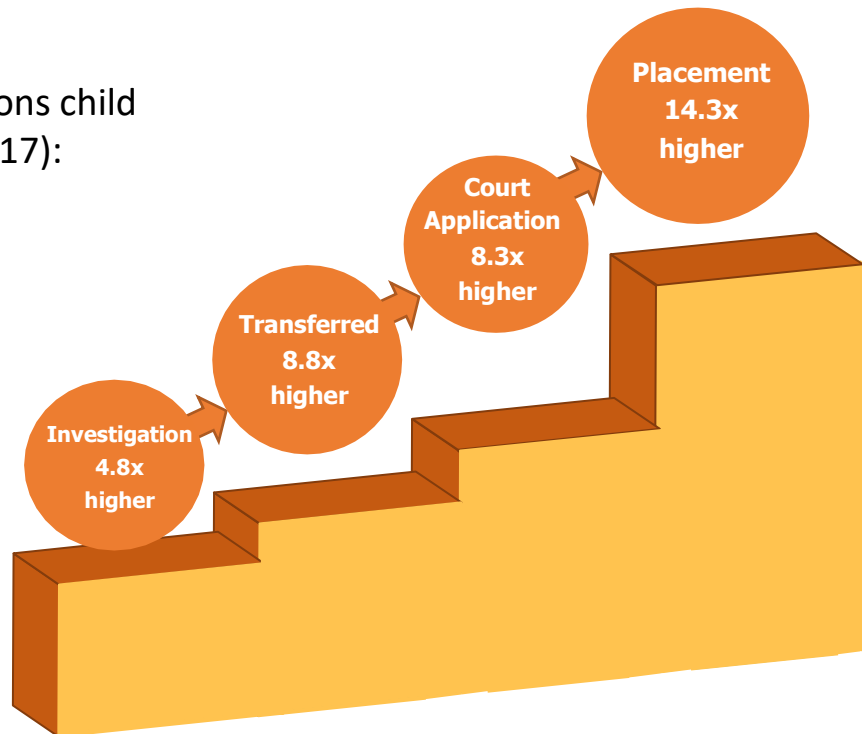 ons child
17):
Placement
14.3x
higher
Court
Application
8.3x
higher
Transferred
8.8x
higher
Investigation
4.8x
higher